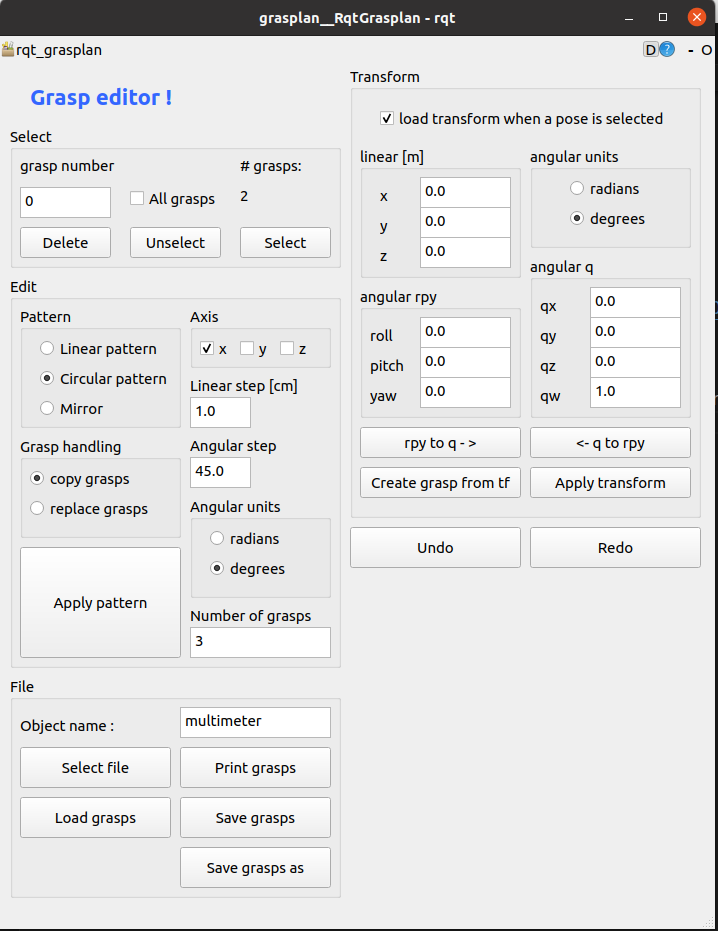 grasplan__RqtGrasplan - rqt
rqt_grasplan
D ? - O
Grasp editor !
Select
grasp number
# grasps:
0
All grasps
2
Delete
Unselect
Select
Edit
Pattern
Linear pattern
Circular pattern
Mirror
Grasp handling
copy grasps
replace grasps
Apply pattern
Axis
x
y
z
Linear step [cm]
1.0
Angular step
45.0
Angular units
radians
degrees
Number of grasps
3
File
Object name :
multimeter
Select file
Print grasps
Load grasps
Save grasps
Save grasps as
Transform
load transform when a pose is selected
linear [m]
x 0.0
y 0.0
z 0.0
angular units
radians
degrees
angular rpy
roll 0.0
pitch 0.0
yaw 0.0
angular q
qx 0.0
qy 0.0
qz 0.0
qw 1.0
rpy to q - >
<- q to rpy
Create grasp from tf
Apply transform
Undo
Redo